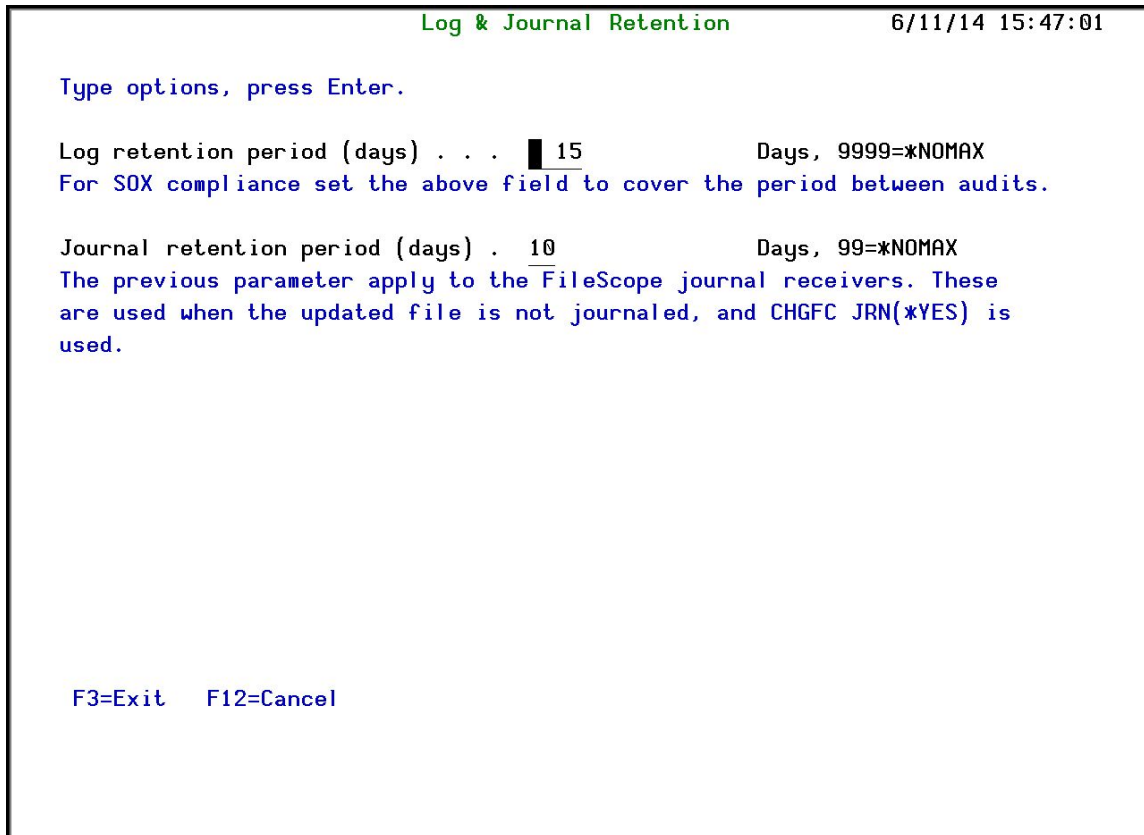 Log & Journal Retention 6/11/14 15:47:01
Type options, press Enter.
Log retention period (days) . . . 15 Days, 9999=*NOMAX
For SOX compliance set the above field to cover the period between audits.
Journal retention period (days) . 10 Days, 99=*NOMAX
The previous parameter apply to the FileScope journal receivers. These
are used when the updated file is not journaled, and CHGFC JRN(*YES) is
used.
F3=Exit F12=Cancel